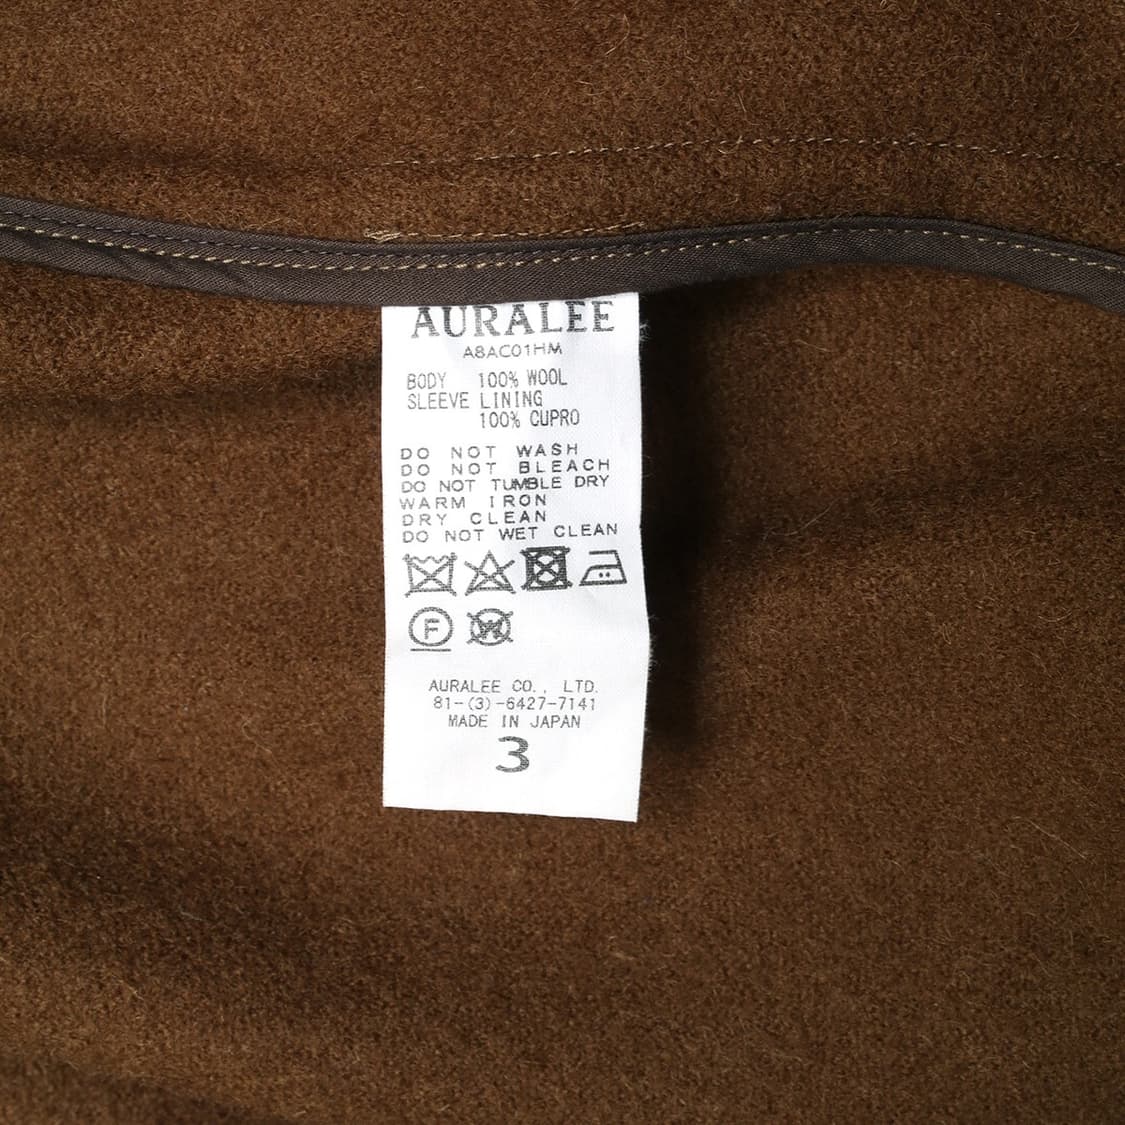 AURALEE
A8AC01HM
BODY 100% WOOL
SLEEVE LINING
100% CUPRO
DO NOT WASH
DO NOT BLEACH
DO NOT TUMBLE DRY
WARM IRON
DRY CLEAN
DO NOT WET CLEAN
F W
AURALEE CO., LTD.
81-(3)-6427-7141
MADE IN JAPAN
3